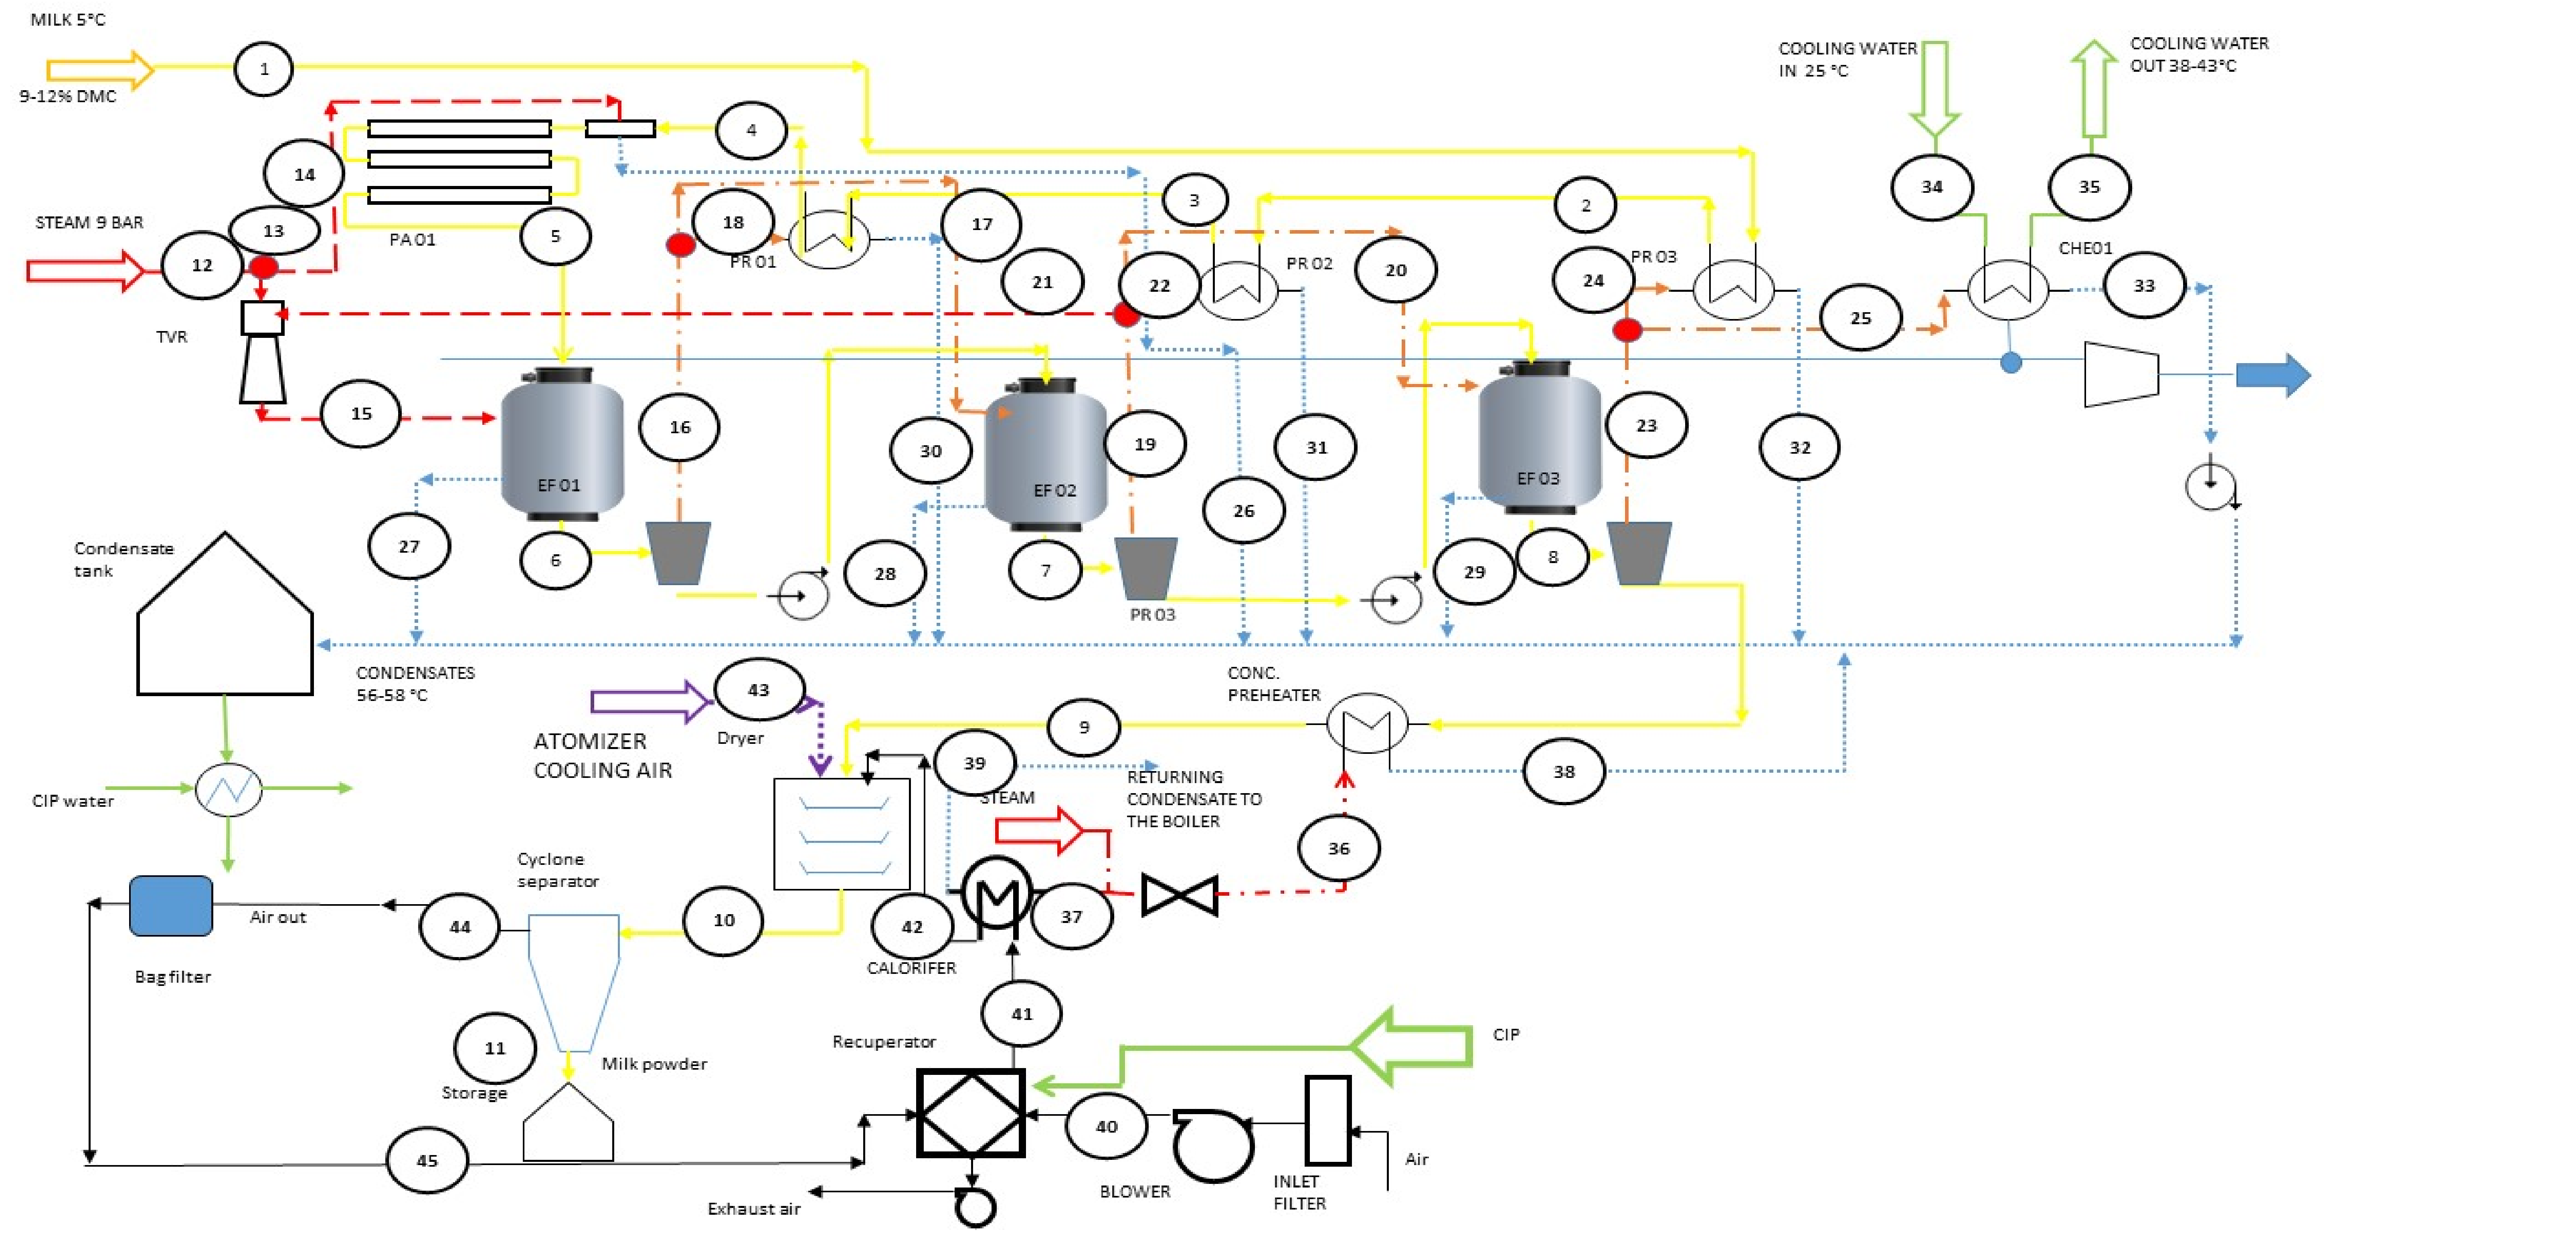 MILK 5°C
1
9-12% DMC
COOLING WATER
IN 25 °C
COOLING WATER
OUT 38-43°C
4
14
34
35
3
2
18
17
STEAM 9 BAR
13
12
PA 01
5
PR 01
21
22
PR 02
20
24
PR 03
CHE01
33
25
TVR
15
16
30
19
31
23
32
EF 01
EF 02
EF 03
26
27
6
28
7
29
8
Condensate
tank
PR 03
CONDENSATES
56-58 °C
43
CONC.
PREHEATER
Dryer
ATOMIZER
COOLING AIR
9
39
38
STEAM
RETURNING
CONDENSATE TO
THE BOILER
CIP water
36
Cyclone
separator
44
Air out
10
42
37
CALORIFER
Bag filter
41
11
Milk powder
Storage
Recuperator
CIP
40
45
Air
BLOWER
INLET
FILTER
Exhaust air